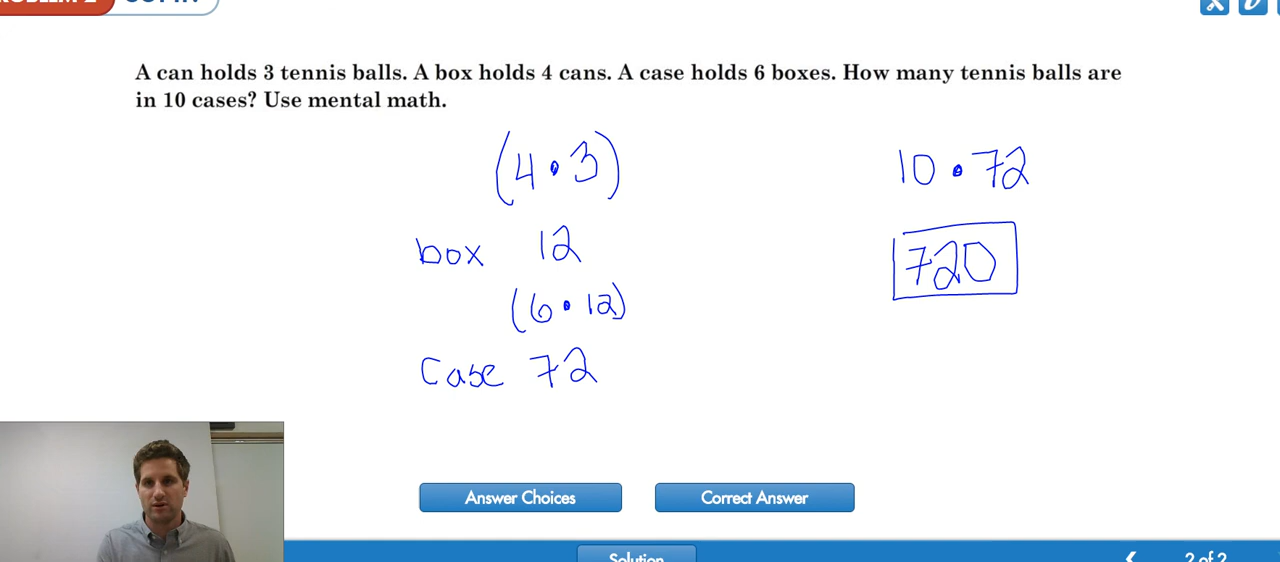 A can holds 3 tennis balls. A box holds 4 cans. A case holds 6 boxes. How many tennis balls are
in 10 cases? Use mental math.
(4 • 3)
box 12
(6 • 12)
Case 72
10 • 72
720
Answer Choices
Correct Answer
Solution
2 of 2